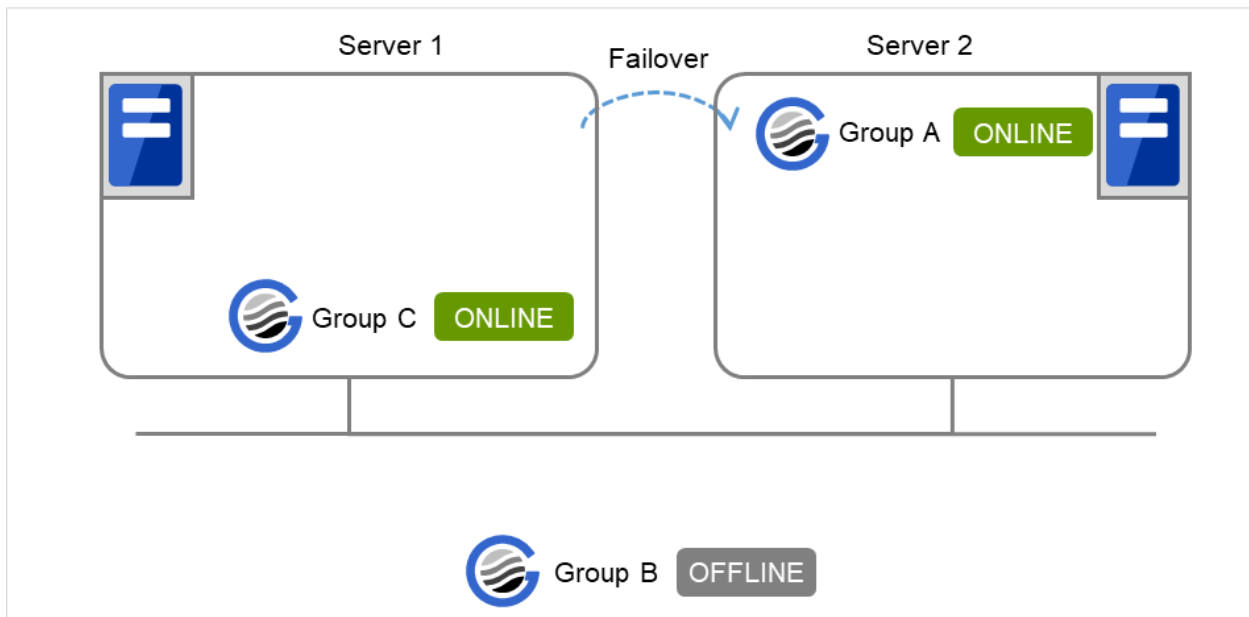 Server 1
Failover
Server 2
Group A ONLINE
Group C ONLINE
Group B OFFLINE